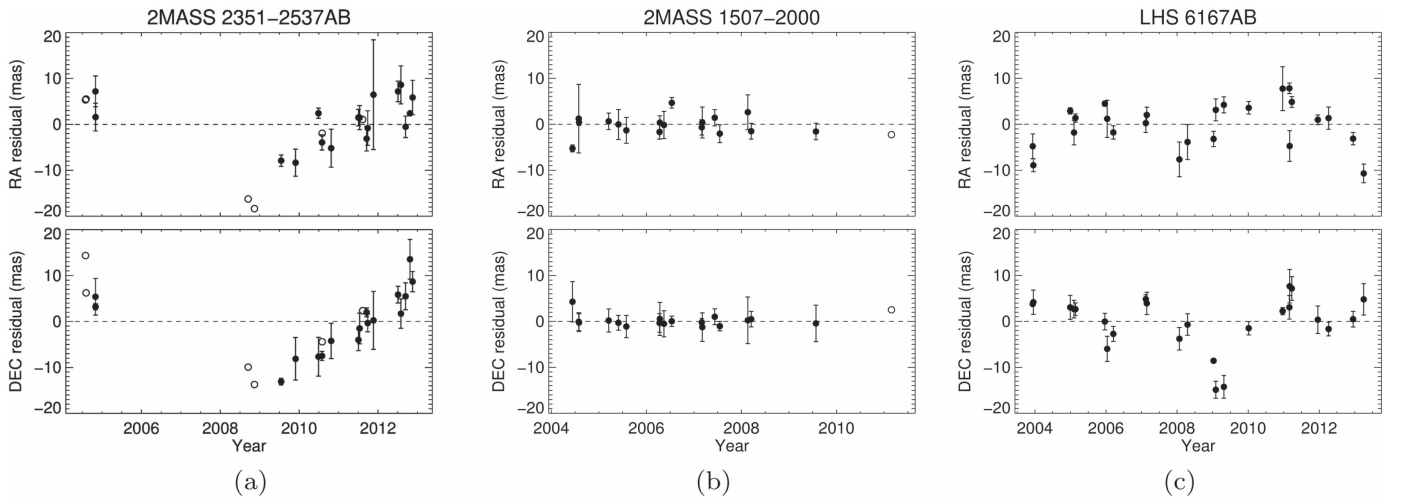 2MASS 2351−2537AB
RA residual (mas)
20
10
0
−10
−20
DEC residual (mas)
20
10
0
−10
−20
2006 2008 2010 2012
Year
(a)
2MASS 1507−2000
RA residual (mas)
20
10
0
−10
−20
DEC residual (mas)
20
10
0
−10
−20
2004 2006 2008 2010
Year
(b)
LHS 6167AB
RA residual (mas)
20
10
0
−10
−20
DEC residual (mas)
20
10
0
−10
−20
2004 2006 2008 2010 2012
Year
(c)